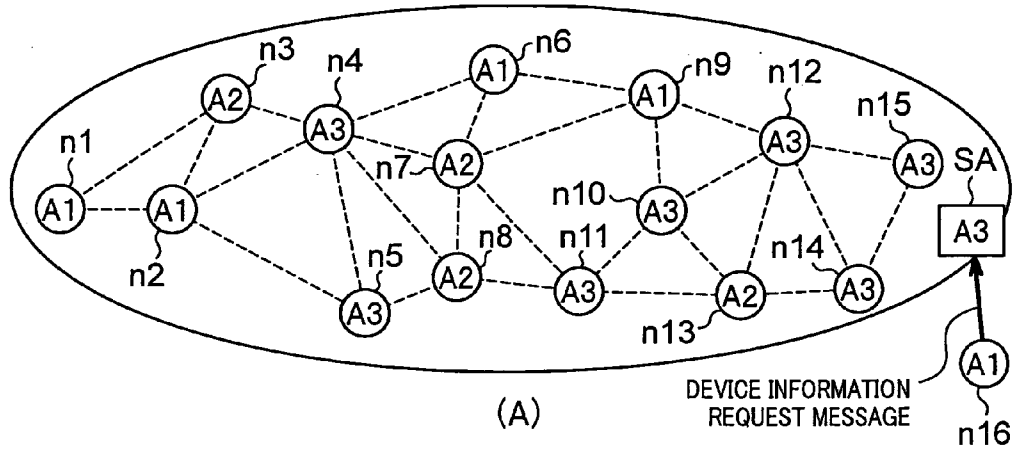 n6
n3
n4
n9
n12
A1
n15
A2
A1
n1
A3
A3
SA
n7
A2
A3
A1
A1
n10
A3
A3
n2
n5
n8
n11
n14
A2
A3
A2
A3
A3
n13
A1
DEVICE INFORMATION
REQUEST MESSAGE
(A)
n16